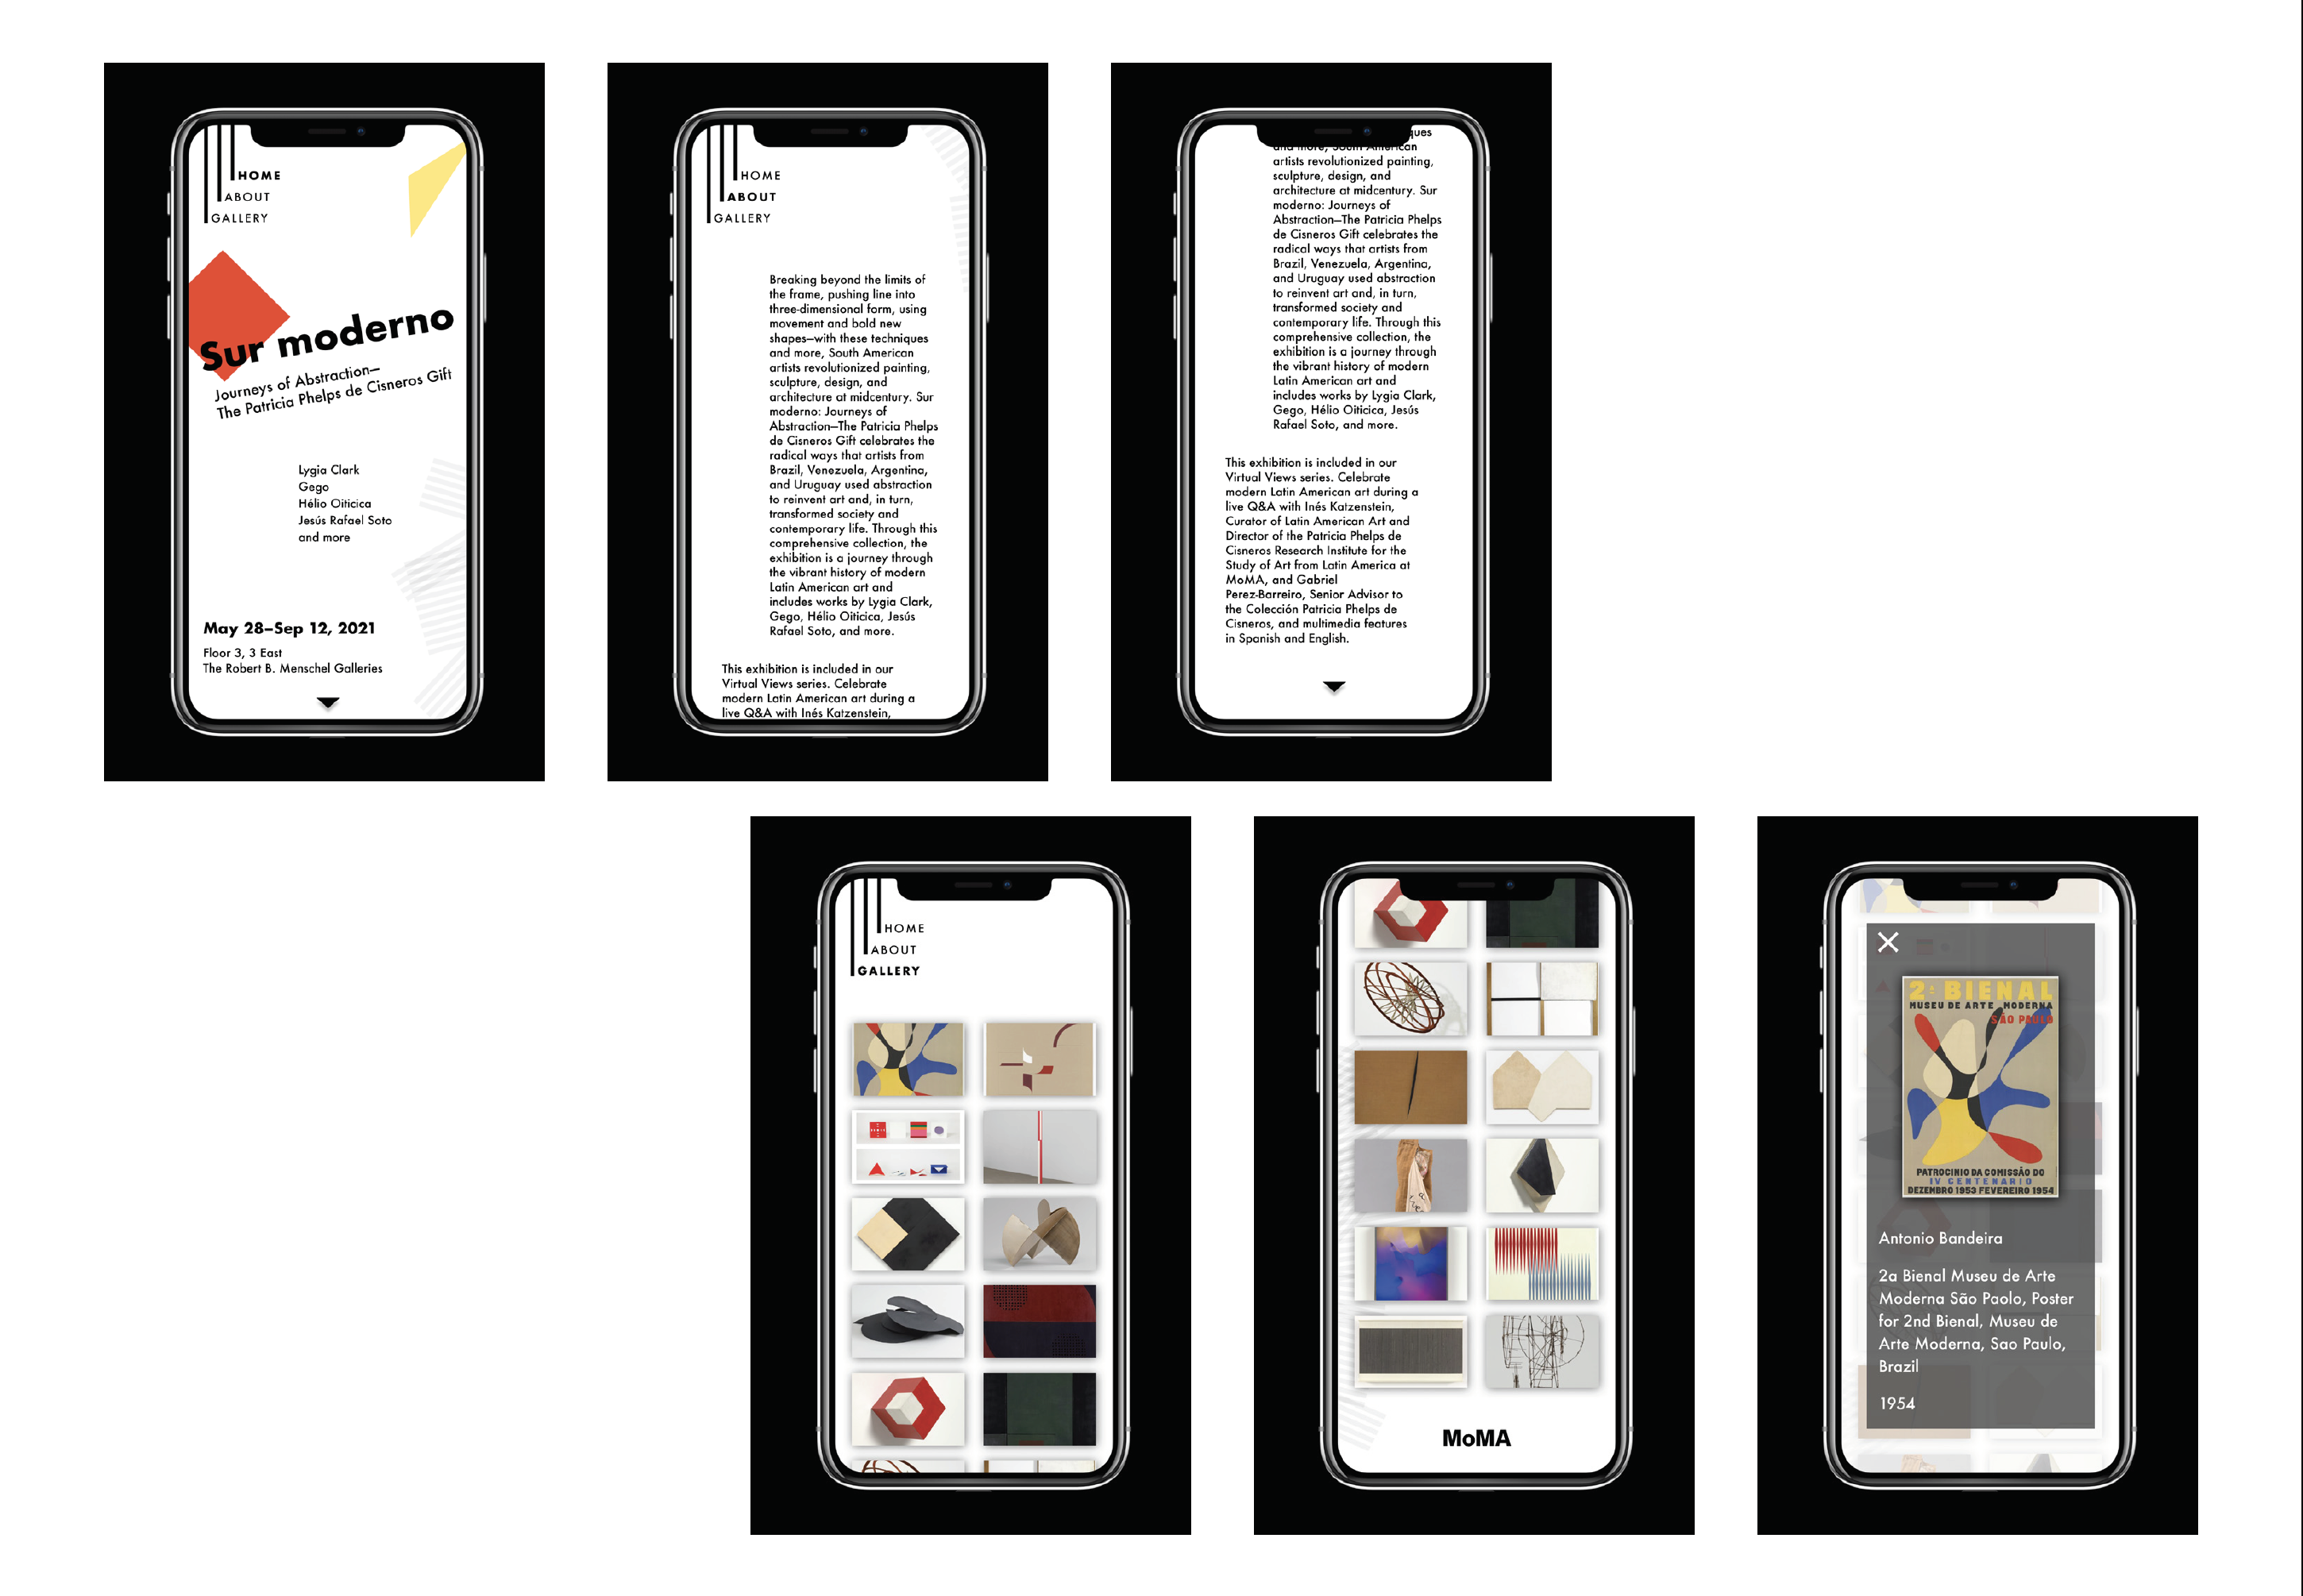 HOME
ABOUT
GALLERY
Sur moderno
Journeys of Abstraction—
The Patricia Phelps de Cisneros Gift
Lygia Clark
Gego
Hélio Oiticica
Jesús Rafael Soto
and more
May 28–Sep 12, 2021
Floor 3, 3 East
The Robert B. Menschel Galleries
HOME
ABOUT
GALLERY
Breaking beyond the limits of
the frame, pushing line into
three-dimensional form, using
movement and bold new
shapes—with these techniques
and more, South American
artists revolutionized painting,
sculpture, design, and
architecture at midcentury. Sur
moderno: Journeys of
Abstraction—The Patricia Phelps
de Cisneros Gift celebrates the
radical ways that artists from
Brazil, Venezuela, Argentina,
and Uruguay used abstraction
to reinvent art and, in turn,
transformed society and
contemporary life. Through this
comprehensive collection, the
exhibition is a journey through
the vibrant history of modern
Latin American art and
includes works by Lygia Clark,
Gego, Hélio Oiticica, Jesús
Rafael Soto, and more.
This exhibition is included in our
Virtual Views series. Celebrate
modern Latin American art during a
live Q&A with Inés Katzenstein,
ques
and more, South American
artists revolutionized painting,
sculpture, design, and
architecture at midcentury. Sur
moderno: Journeys of
Abstraction—The Patricia Phelps
de Cisneros Gift celebrates the
radical ways that artists from
Brazil, Venezuela, Argentina,
and Uruguay used abstraction
to reinvent art and, in turn,
transformed society and
contemporary life. Through this
comprehensive collection, the
exhibition is a journey through
the vibrant history of modern
Latin American art and
includes works by Lygia Clark,
Gego, Hélio Oiticica, Jesús
Rafael Soto, and more.
This exhibition is included in our
Virtual Views series. Celebrate
modern Latin American art during a
live Q&A with Inés Katzenstein,
Curator of Latin American Art and
Director of the Patricia Phelps de
Cisneros Research Institute for the
Study of Art from Latin America at
MoMA, and Gabriel
Perez-Barreiro, Senior Advisor to
the Colección Patricia Phelps de
Cisneros, and multimedia features
in Spanish and English.
HOME
ABOUT
GALLERY
MoMA
2a BIENAL
MUSEU DE ARTE MODERNA
SÃO PAULO
PATROCINIO DA COMISSÃO DO
IV CENTENARIO
DEZEMBRO 1953 FEVEREIRO 1954
Antonio Bandeira
2a Bienal Museu de Arte
Moderna São Paolo, Poster
for 2nd Bienal, Museu de
Arte Moderna, Sao Paulo,
Brazil
1954